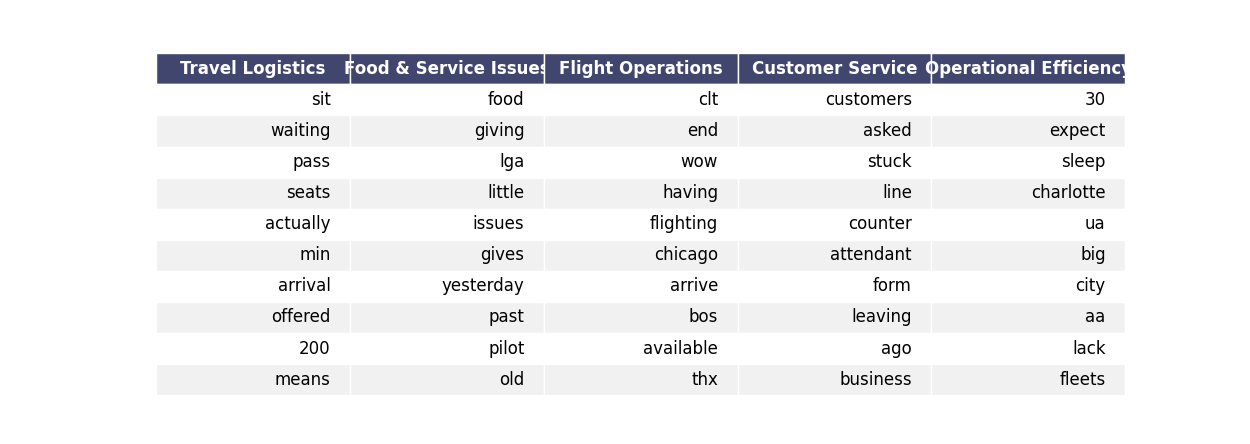 Travel Logistics Food & Service Issues Flight Operations Customer Service Operational Efficiency
sit food clt customers 30
waiting giving end asked expect
pass lga wow stuck sleep
seats little having line charlotte
actually issues flighting counter ua
min gives chicago attendant big
arrival yesterday arrive form city
offered past bos leaving aa
200 pilot available ago lack
means old thx business fleets